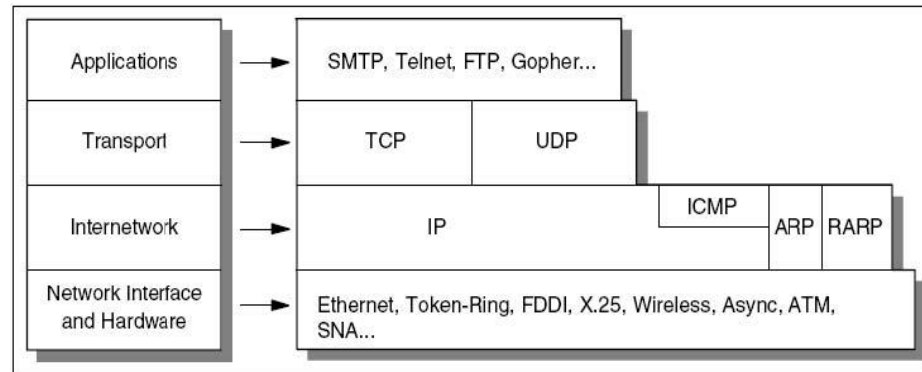 Applications
SMTP, Telnet, FTP, Gopher...
Transport
TCP
UDP
Internetwork
IP
ICMP
ARP
RARP
Network Interface
and Hardware
Ethernet, Token-Ring, FDDI, X.25, Wireless, Async, ATM,
SNA...